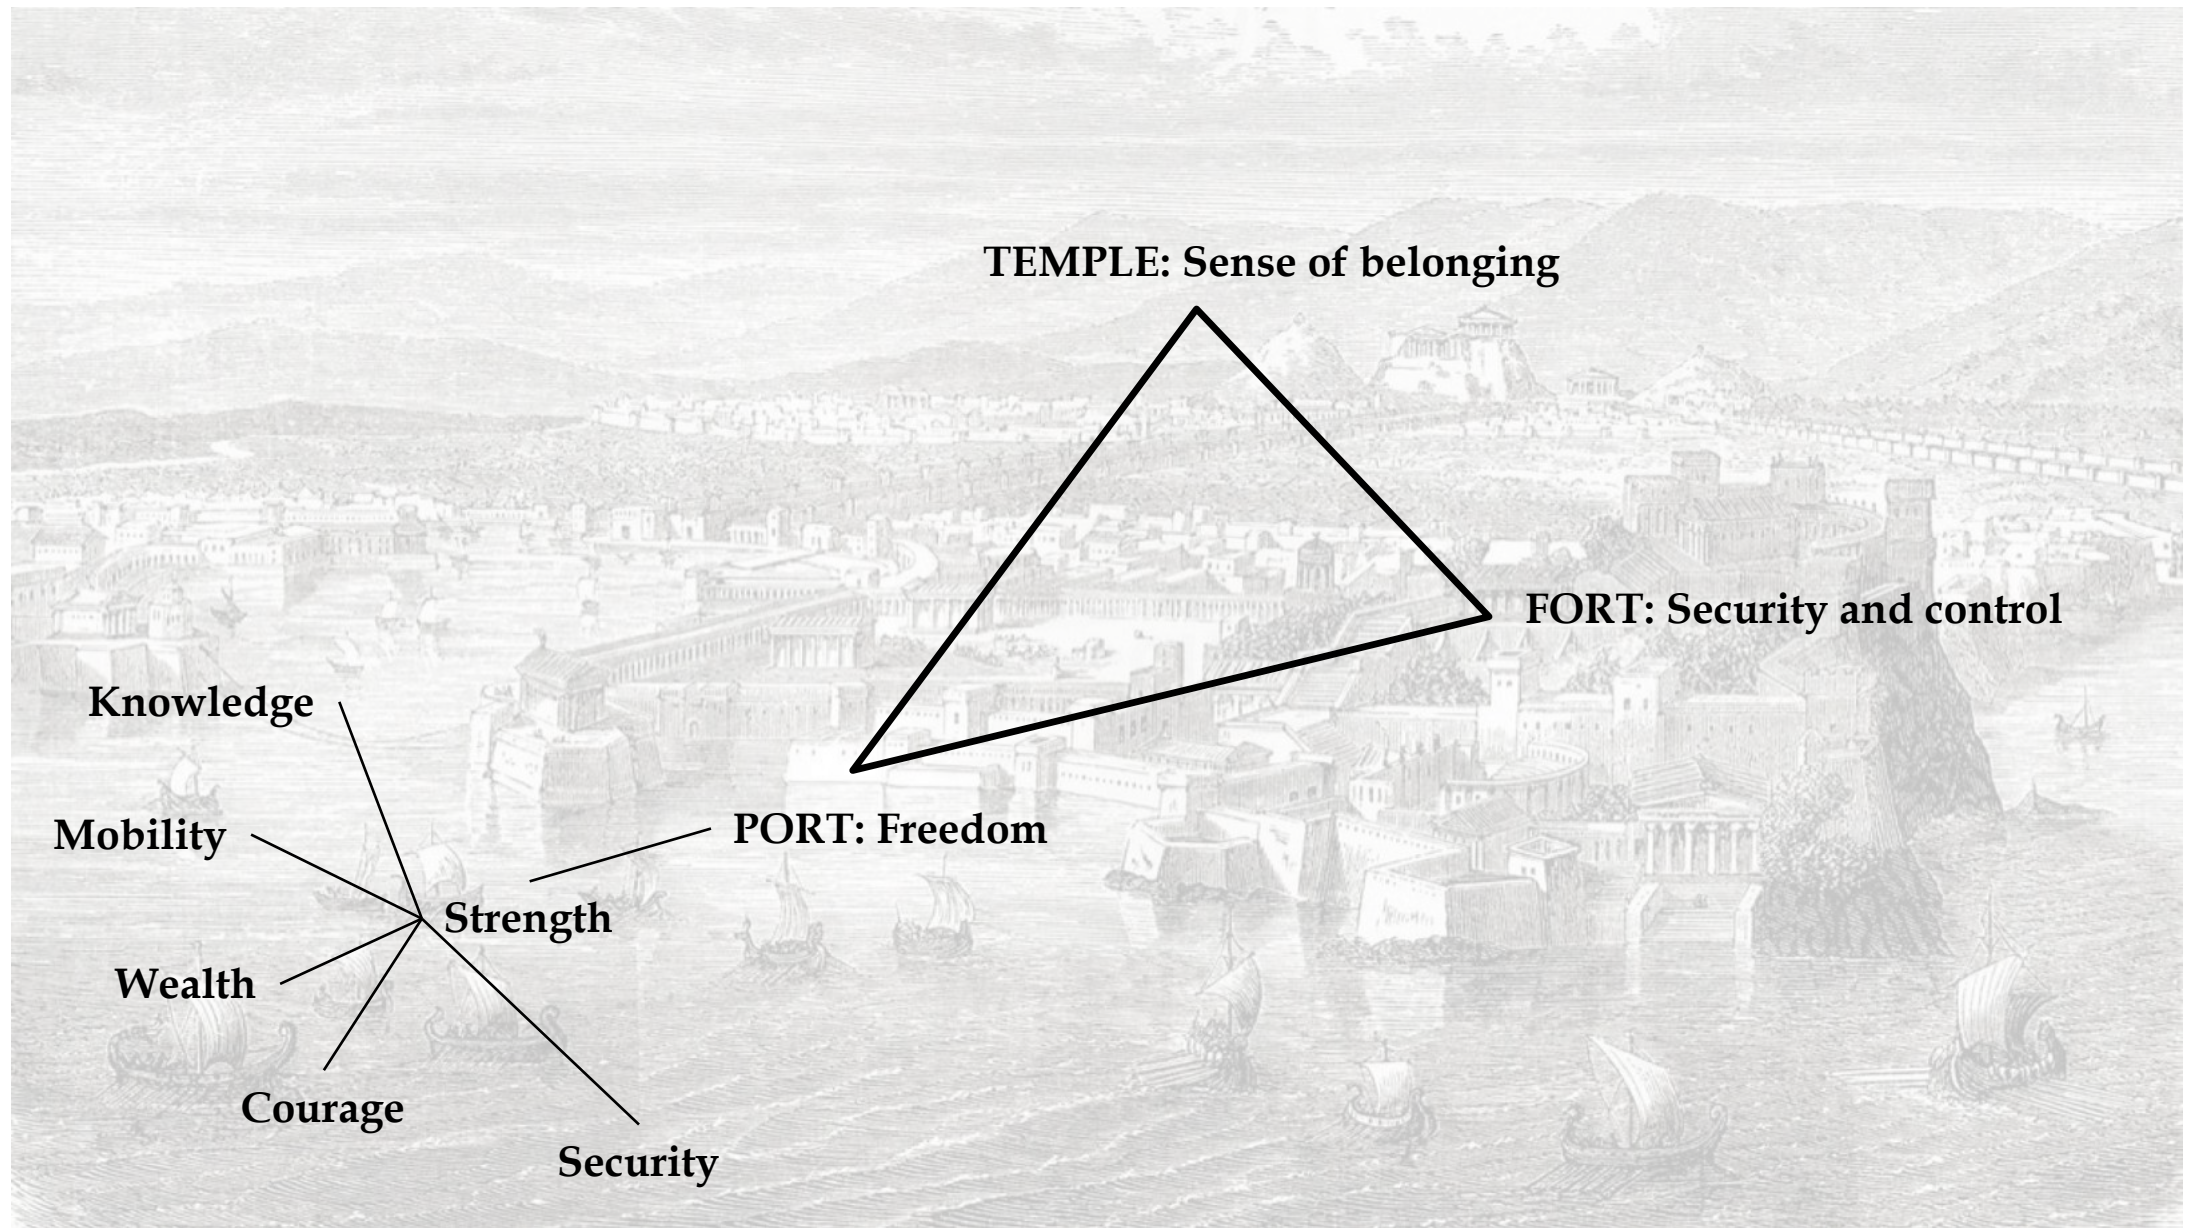 TEMPLE: Sense of belonging
FORT: Security and control
Knowledge
Mobility
PORT: Freedom
Strength
Wealth
Courage
Security